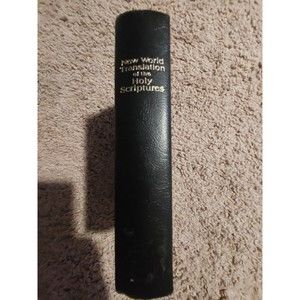 New World
Translation
of the
Holy
Scriptures